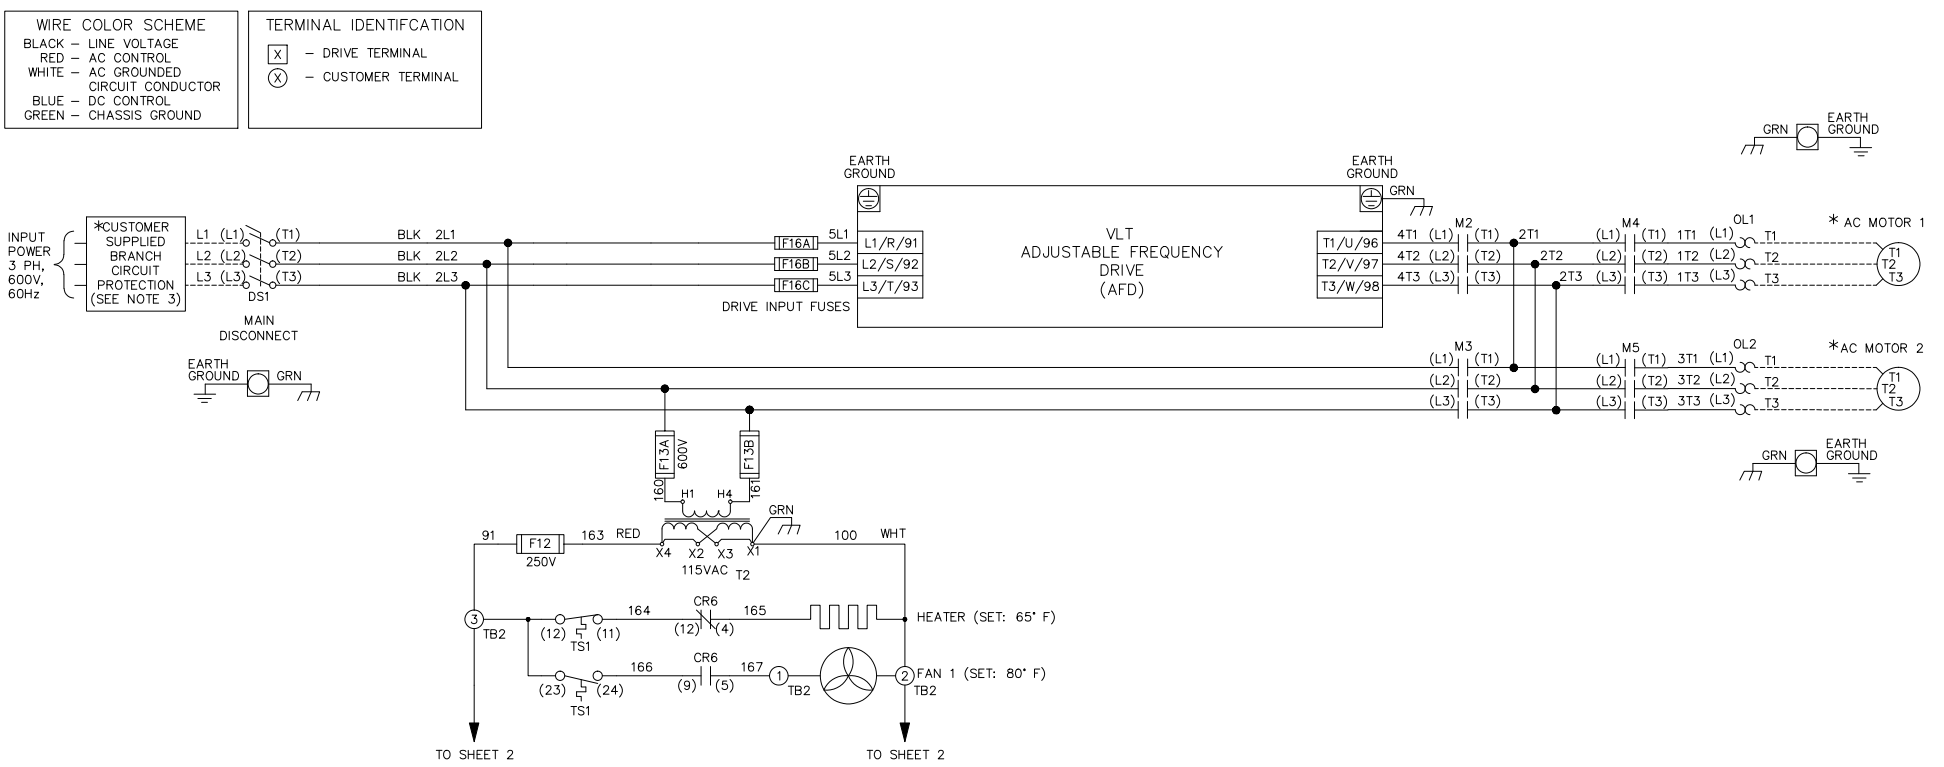 WIRE COLOR SCHEME
BLACK – LINE VOLTAGE
RED – AC CONTROL
WHITE – AC GROUNDED
CIRCUIT CONDUCTOR
BLUE – DC CONTROL
GREEN – CHASSIS GROUND
TERMINAL IDENTIFCATION
X – DRIVE TERMINAL
X – CUSTOMER TERMINAL
INPUT
POWER
3 PH,
600V,
60Hz
*CUSTOMER
SUPPLIED
BRANCH
CIRCUIT
PROTECTION
(SEE NOTE 3)
L1 (L1) (T1) BLK 2L1
L2 (L2) (T2) BLK 2L2
L3 (L3) (T3) BLK 2L3
DS1
MAIN
DISCONNECT
EARTH
GROUND GRN
F16A 5L1
F16B 5L2
F16C 5L3
DRIVE INPUT FUSES
EARTH
GROUND
L1/R/91
L2/S/92
L3/T/93
VLT
ADJUSTABLE FREQUENCY
DRIVE
(AFD)
EARTH
GROUND
GRN
T1/U/96
T2/V/97
T3/W/98
M2 M4 OL1
4T1 (L1) (T1) 2T1 (L1) (T1) 1T1 (L1) T1
4T2 (L2) (T2) 2T2 (L2) (T2) 1T2 (L2) T2
4T3 (L3) (T3) 2T3 (L3) (T3) 1T3 (L3) T3
* AC MOTOR 1
T1
T2
T3
EARTH
GRN GROUND
M3 M5 OL2
(L1) (T1) (L1) (T1) 3T1 (L1) T1
(L2) (T2) (L2) (T2) 3T2 (L2) T2
(L3) (T3) (L3) (T3) 3T3 (L3) T3
*AC MOTOR 2
T1
T2
T3
EARTH
GRN GROUND
F13A
600V
F13B
160
161
H1 H4
GRN
91 F12 163 RED
250V
X4 X2 X3 X1
115VAC T2
100 WHT
3
TB2
(12) (11)
TS1
164
CR6
(12) (4)
165
HEATER (SET: 65° F)
(23) (24)
TS1
166
CR6
(9) (5)
167
1
TB2
2
TB2
FAN 1 (SET: 80° F)
TO SHEET 2
TO SHEET 2